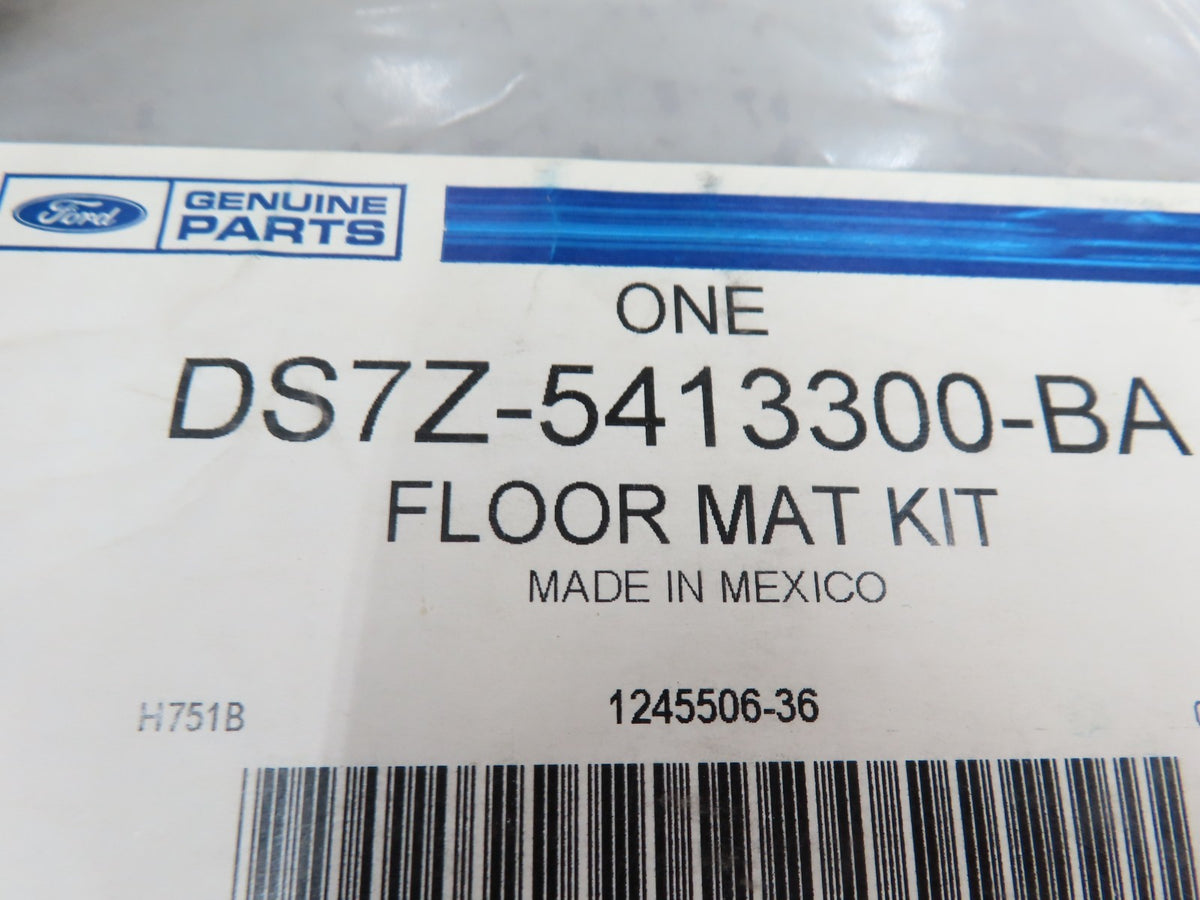 Ford
GENUINE
PARTS
ONE
DS7Z-5413300-BA
FLOOR MAT KIT
MADE IN MEXICO
H751B
1245506-36